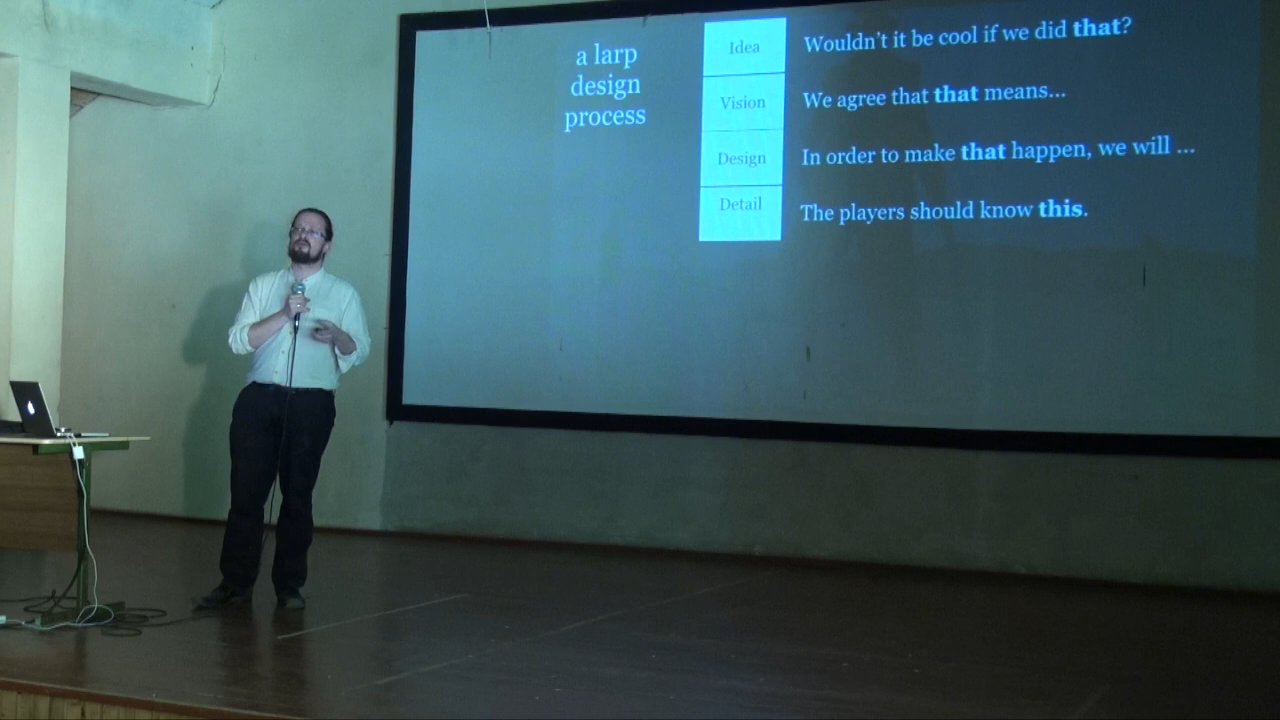 a larp
design
process
Idea
Wouldn't it be cool if we did that?
Vision
We agree that that means...
Design
In order to make that happen, we will ...
Detail
The players should know this.